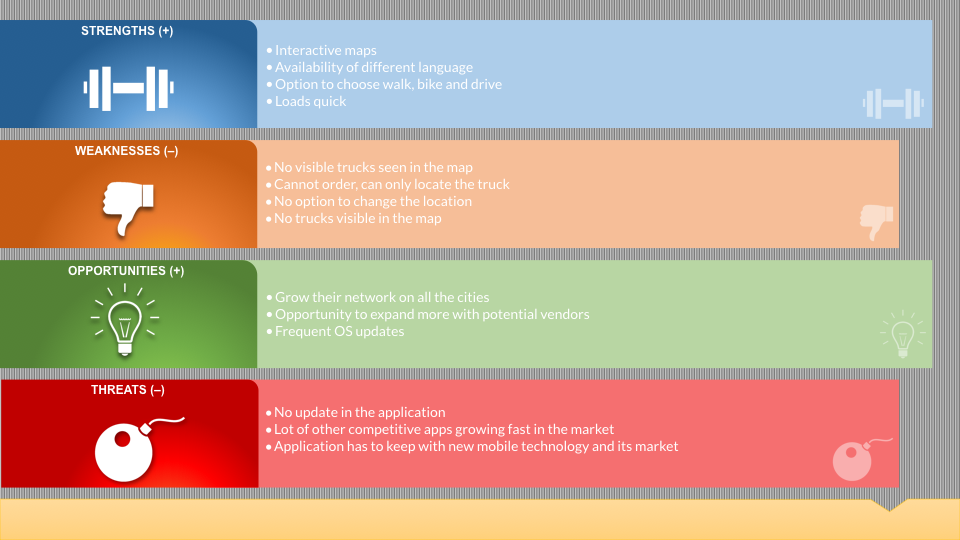 STRENGTHS (+)
• Interactive maps
• Availability of different language
• Option to choose walk, bike and drive
• Loads quick
WEAKNESSES (–)
• No visible trucks seen in the map
• Cannot order, can only locate the truck
• No option to change the location
• No trucks visible in the map
OPPORTUNITIES (+)
• Grow their network on all the cities
• Opportunity to expand more with potential vendors
• Frequent OS updates
THREATS (–)
• No update in the application
• Lot of other competitive apps growing fast in the market
• Application has to keep with new mobile technology and its market